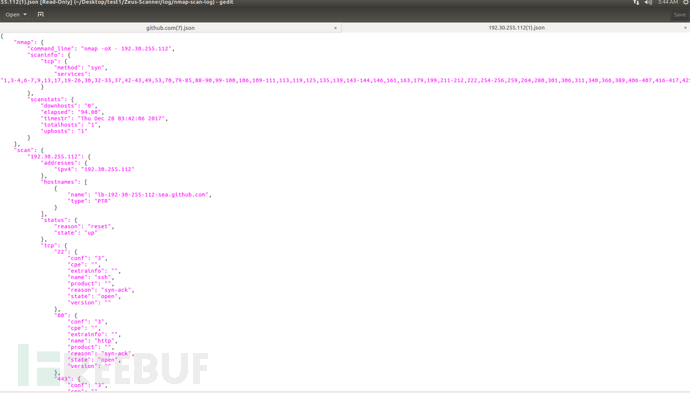 55.112(1).json [Read-Only] (~/Desktop/test1/Zeus-Scanner/log/nmap-scan-log) - gedit
3:44 AM
Open
Save
github.com(7).json ×
192.30.255.112(1).json ×
{
"nmap": {
"command_line": "nmap -oX - 192.30.255.112",
"scaninfo": {
"tcp": {
"method": "syn",
"services":
"1,3-4,6-7,9,13,17,19-26,30,32-33,37,42-43,49,53,70,79-85,88-90,99-100,106,109-111,113,119,125,135,139,143-144,146,161,163,179,199,211-212,222,254-256,259,264,280,301,306,311,340,366,389,406-407,416-417,42
}
},
"scanstats": {
"downhosts": "0",
"elapsed": "94.60",
"timestr": "Thu Dec 28 03:42:06 2017",
"totalhosts": "1",
"uphosts": "1"
}
},
"scan": {
"192.30.255.112": {
"addresses": {
"ipv4": "192.30.255.112"
},
"hostnames": [
{
"name": "lb-192-30-255-112-sea.github.com",
"type": "PTR"
}
],
"status": {
"reason": "reset",
"state": "up"
},
"tcp": {
"22": {
"conf": "3",
"cpe": "",
"extrainfo": "",
"name": "ssh",
"product": "",
"reason": "syn-ack",
"state": "open",
"version": ""
},
"80": {
"conf": "3",
"cpe": "",
"extrainfo": "",
"name": "http",
"product": "",
"reason": "syn-ack",
"state": "open",
"version": ""
},
"443": {
"conf": "3",
FREEBUF